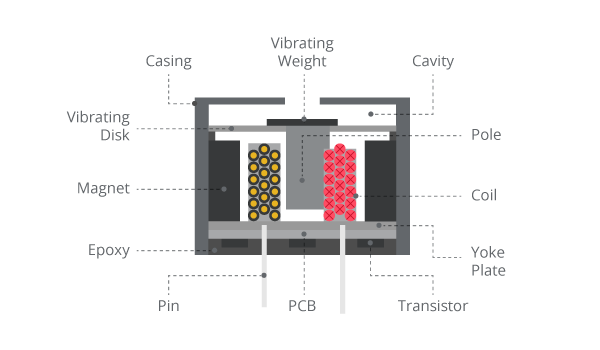 Vibrating
Weight
Casing
Cavity
Vibrating
Disk
Pole
Magnet
Coil
Epoxy
Yoke
Plate
Pin
PCB
Transistor